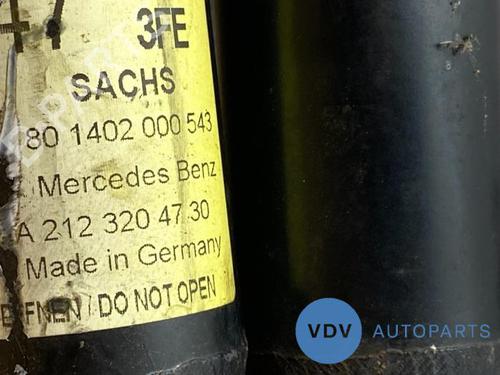 47 3FE
SACHS
80 1402 000 543
Mercedes Benz
A 212 320 47 30
Made in Germany
DO NOT OPEN
VDV AUTOPARTS